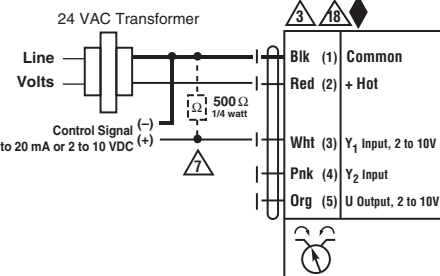 24 VAC Transformer
3
18
Line
Volts
Blk (1) Common
Red (2) + Hot
Ω
500 Ω
1/4 watt
Control Signal (–)
to 20 mA or 2 to 10 VDC (+)
7
Wht (3) Y1 Input, 2 to 10V
Pnk (4) Y2 Input
Org (5) U Output, 2 to 10V